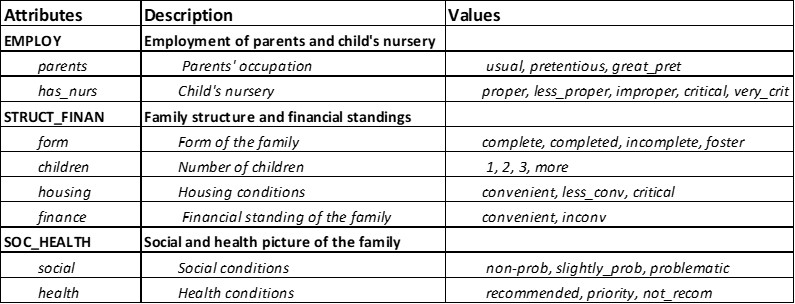 Attributes Description Values
EMPLOY Employment of parents and child's nursery
parents Parents' occupation usual, pretentious, great_pret
has_nurs Child's nursery proper, less_proper, improper, critical, very_crit
STRUCT_FINAN Family structure and financial standings
form Form of the family complete, completed, incomplete, foster
children Number of children 1, 2, 3, more
housing Housing conditions convenient, less_conv, critical
finance Financial standing of the family convenient, inconv
SOC_HEALTH Social and health picture of the family
social Social conditions non-prob, slightly_prob, problematic
health Health conditions recommended, priority, not_recom